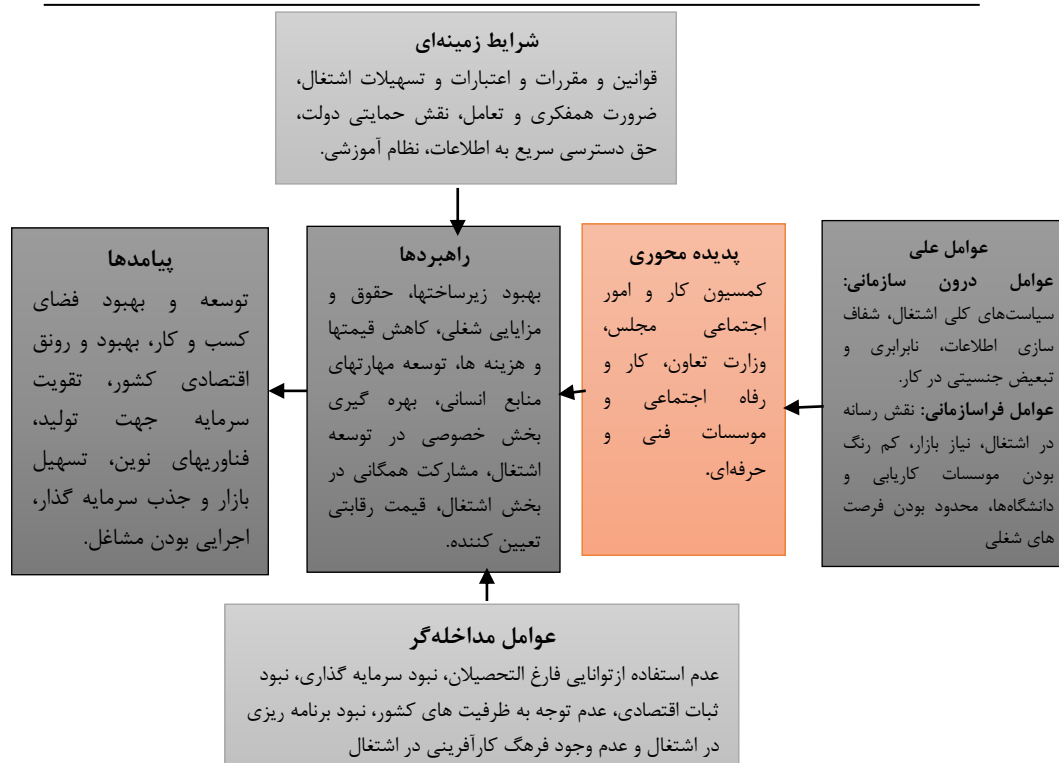 شرایط زمینه‌ای
قوانین و مقررات و اعتبارات و تسهیلات اشتغال،
ضرورت همفکری و تعامل، نقش حمایتی دولت،
حق دسترسی سریع به اطلاعات، نظام آموزشی.
عوامل علی
عوامل درون سازمانی:
سیاست‌های کلی اشتغال، شفاف
سازی اطلاعات، نابرابری و
تبعیض جنسیتی در کار.
عوامل فراسازمانی: نقش رسانه
در اشتغال، نیاز بازار، کم رنگ
بودن موسسات کاریابی و
دانشگاه‌ها، محدود بودن فرصت
های شغلی
پدیده محوری
کمسیون کار و امور
اجتماعی مجلس،
وزارت تعاون، کار و
رفاه اجتماعی و
موسسات فنی و
حرفه‌ای.
راهبردها
بهبود زیرساختها، حقوق و
مزایایی شغلی، کاهش قیمتها
و هزینه ها، توسعه مهارتهای
منابع انسانی، بهره گیری
بخش خصوصی در توسعه
اشتغال، مشارکت همگانی در
بخش اشتغال، قیمت رقابتی
تعیین کننده.
پیامدها
توسعه و بهبود فضای
کسب و کار، بهبود و رونق
اقتصادی کشور، تقویت
سرمایه جهت تولید،
فناوریهای نوین، تسهیل
بازار و جذب سرمایه گذار،
اجرایی بودن مشاغل.
عوامل مداخله‌گر
عدم استفاده ازتوانایی فارغ التحصیلان، نبود سرمایه گذاری، نبود
ثبات اقتصادی، عدم توجه به ظرفیت های کشور، نبود برنامه ریزی
در اشتغال و عدم وجود فرهگ کارآفرینی در اشتغال